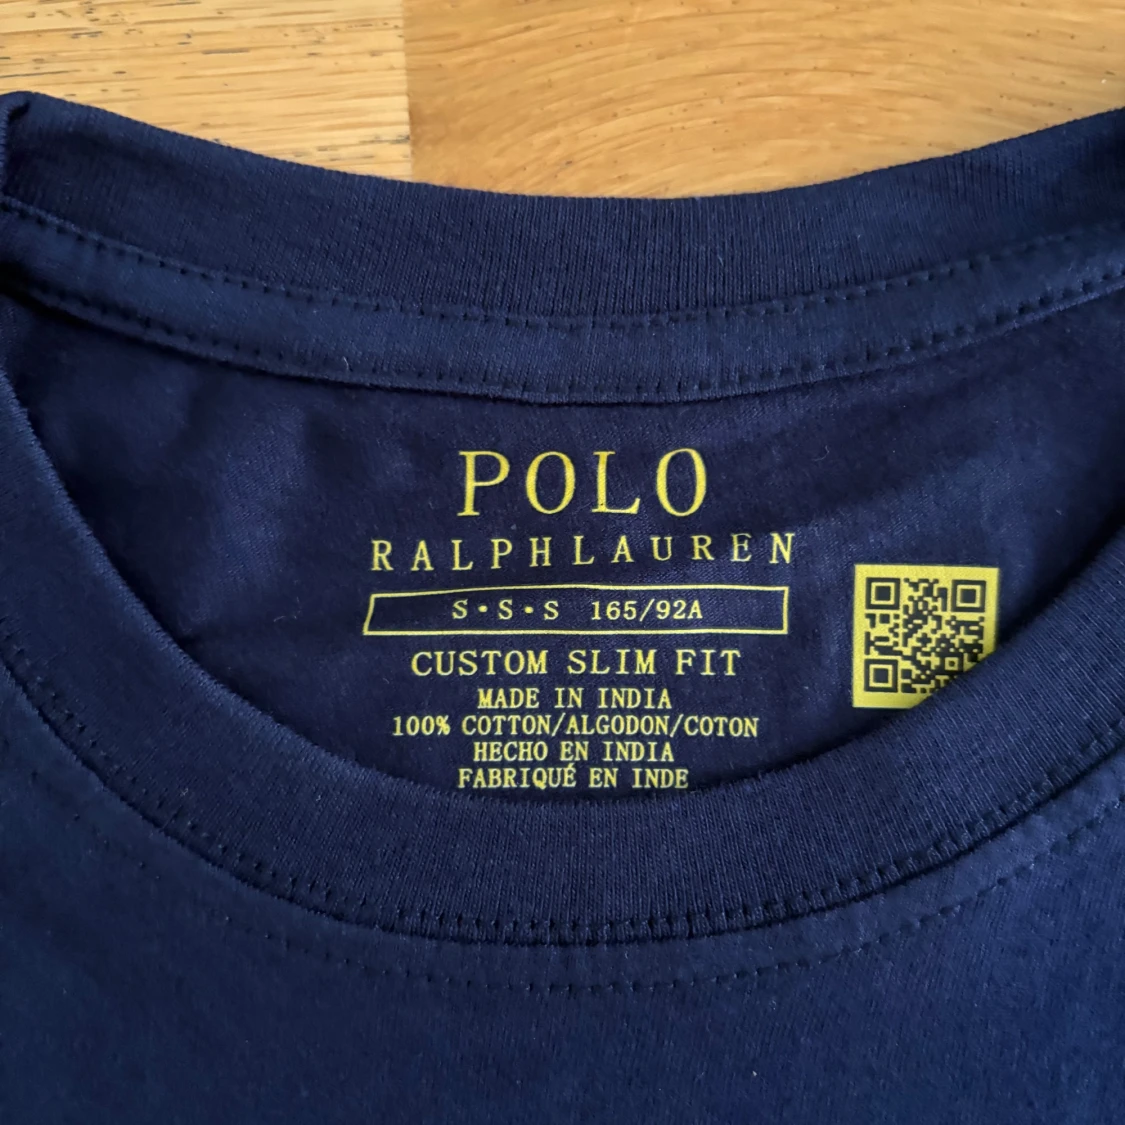 POLO
RALPH LAUREN
S•S•S 165/92A
CUSTOM SLIM FIT
MADE IN INDIA
100% COTTON/ALGODON/COTON
HECHO EN INDIA
FABRIQUÉ EN INDE